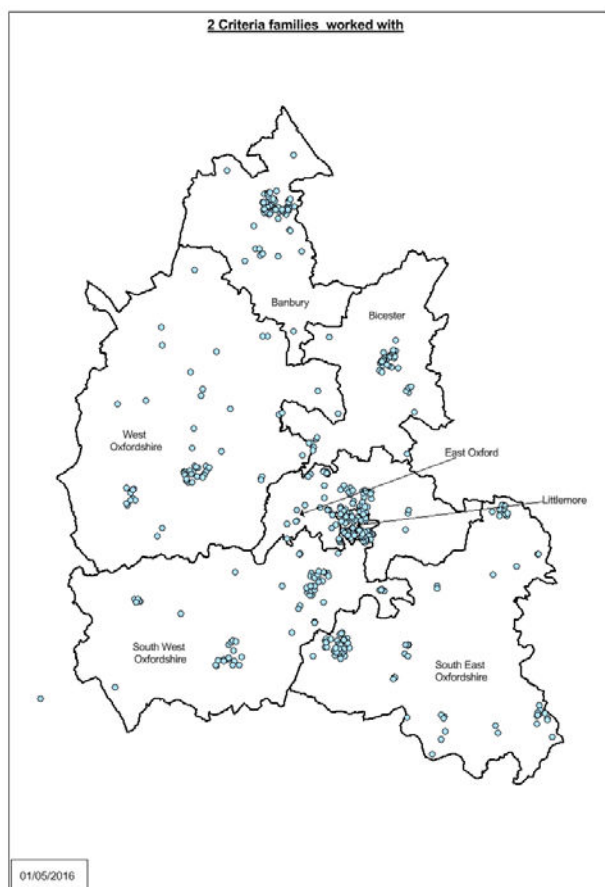 2 Criteria families worked with
Banbury
Bicester
West
Oxfordshire
East Oxford
Littlemore
South West
Oxfordshire
South East
Oxfordshire
01/05/2016